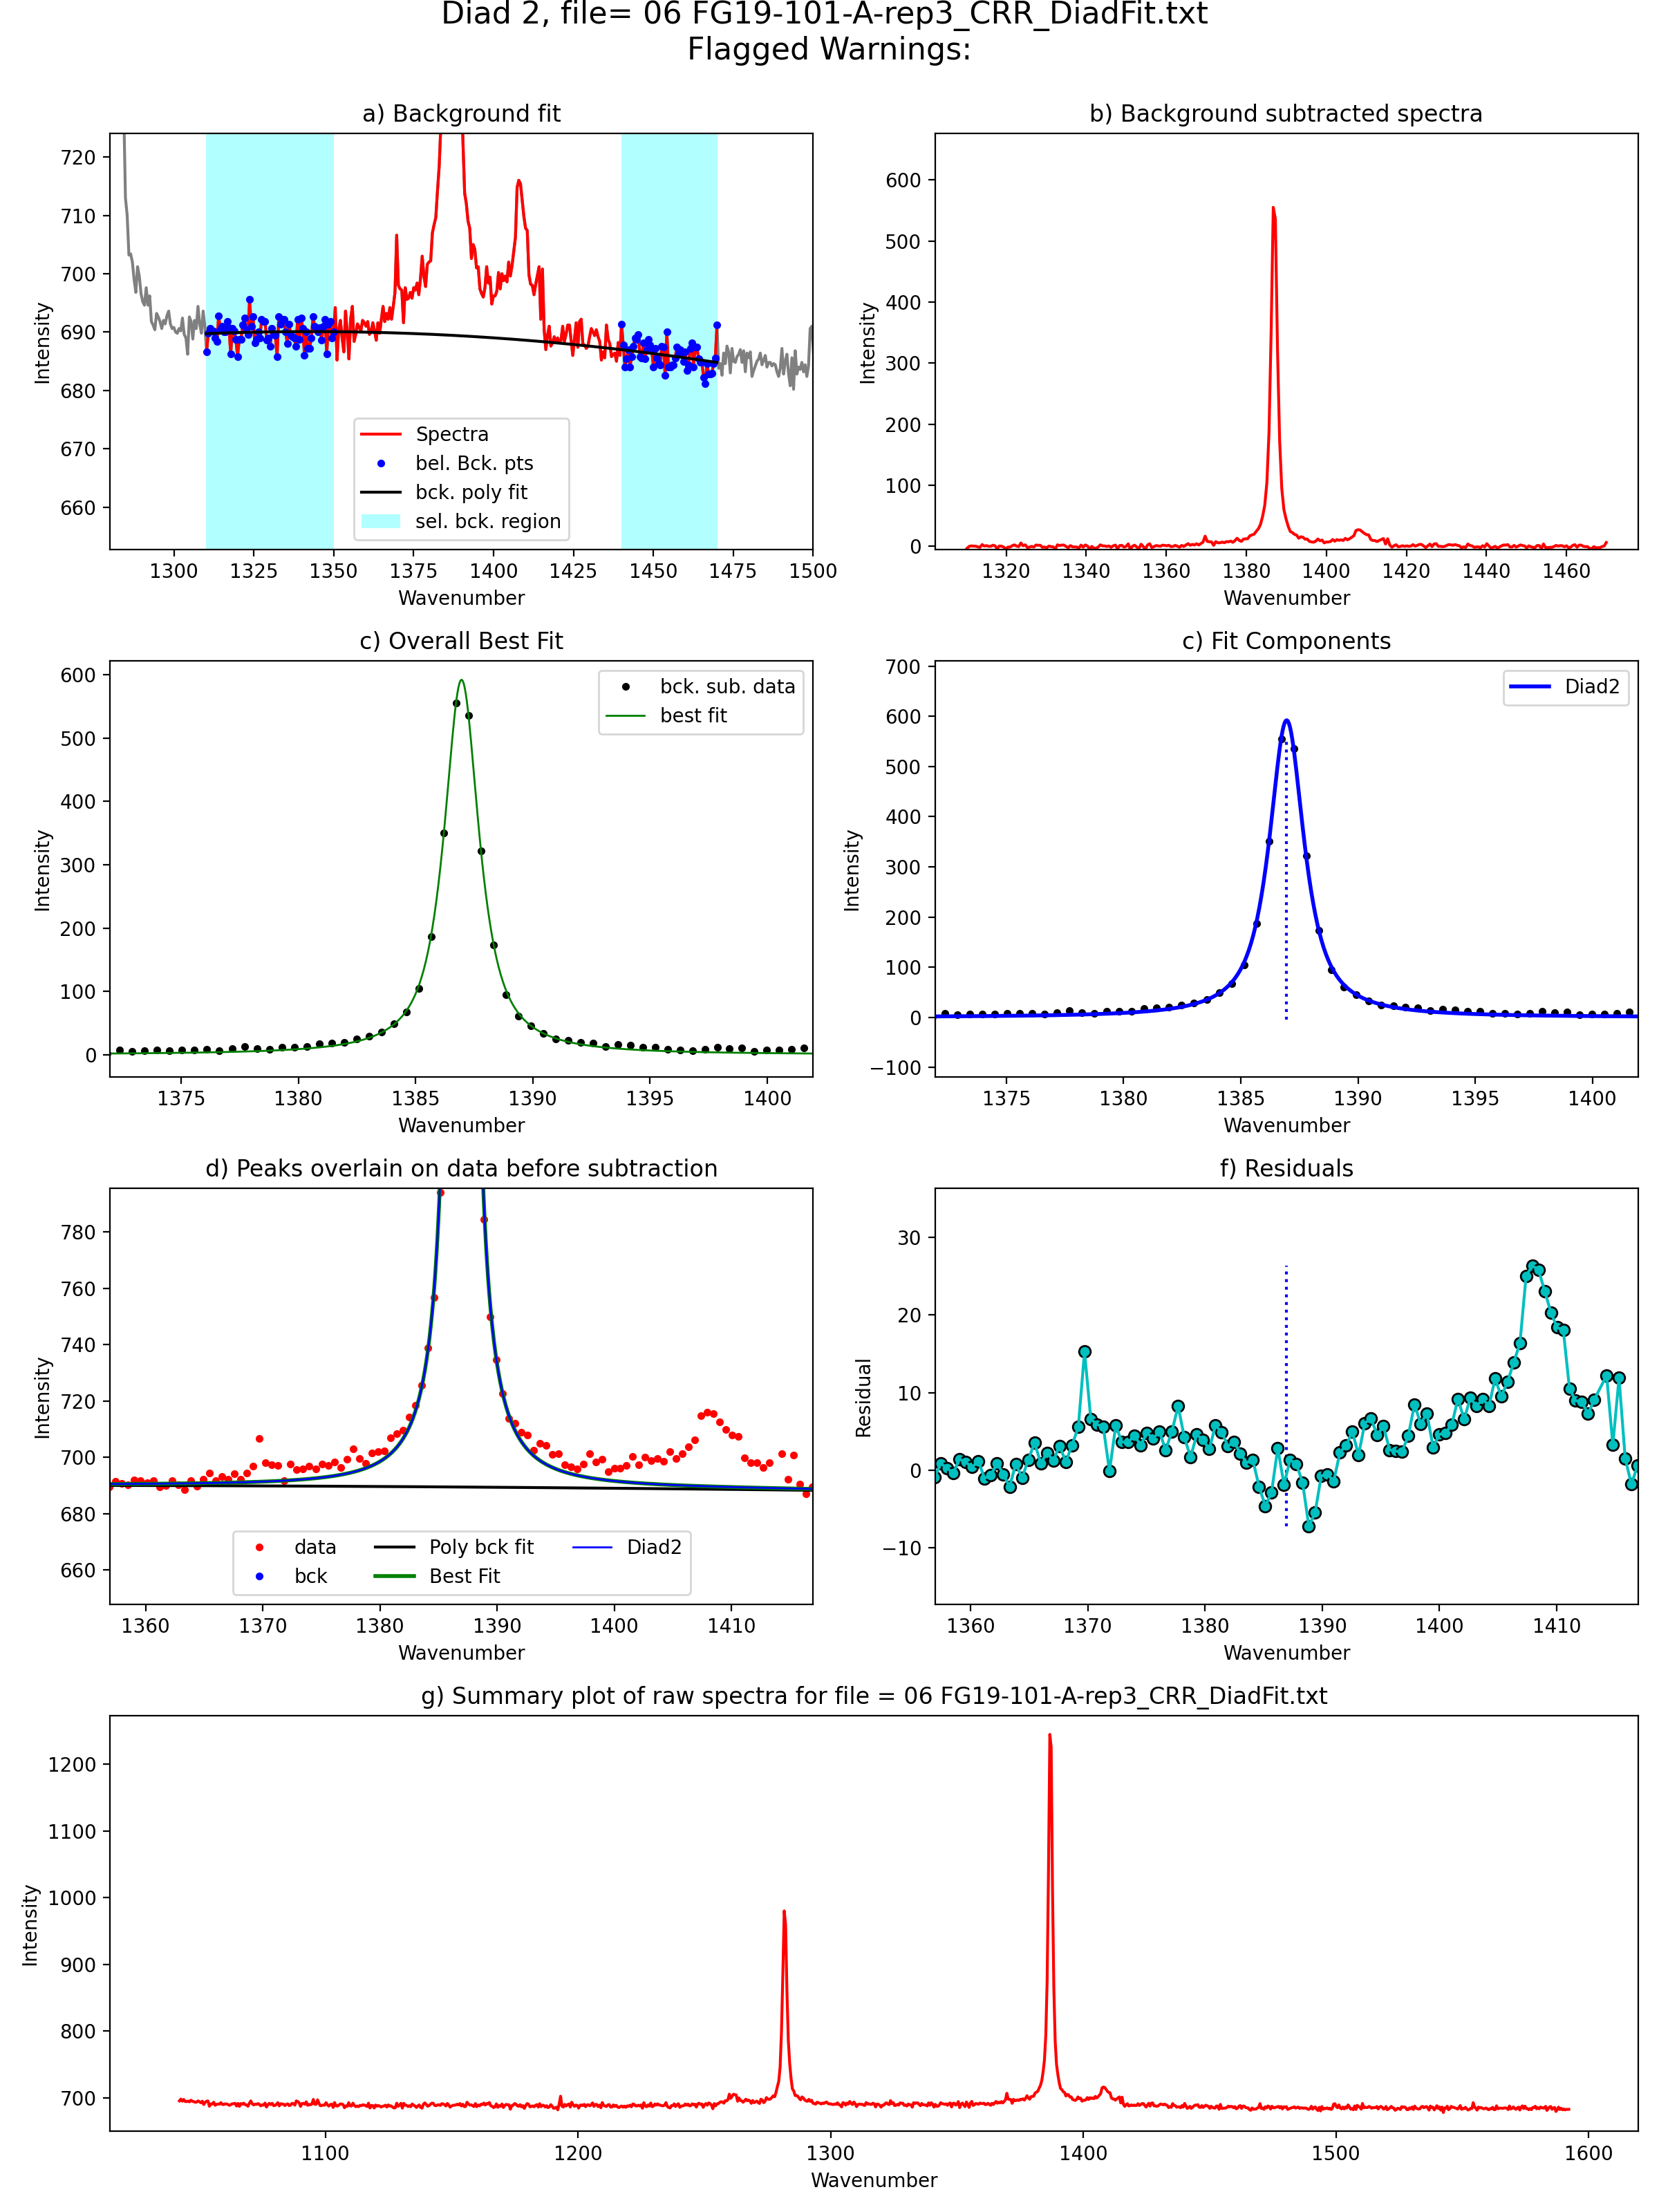 Diad 2, file= 06 FG19-101-A-rep3_CRR_DiadFit.txt
Flagged Warnings:
a) Background fit
720
710
700
690
680
670
660
Intensity
Spectra
bel. Bck. pts
bck. poly fit
sel. bck. region
1300 1325 1350 1375 1400 1425 1450 1475 1500
Wavenumber
b) Background subtracted spectra
600
500
400
300
200
100
0
Intensity
1320 1340 1360 1380 1400 1420 1440 1460
Wavenumber
c) Overall Best Fit
600
500
400
300
200
100
0
Intensity
bck. sub. data
best fit
1375 1380 1385 1390 1395 1400
Wavenumber
c) Fit Components
700
600
500
400
300
200
100
0
−100
Intensity
Diad2
1375 1380 1385 1390 1395 1400
Wavenumber
d) Peaks overlain on data before subtraction
780
760
740
720
700
680
660
Intensity
data
bck
Poly bck fit
Best Fit
Diad2
1360 1370 1380 1390 1400 1410
Wavenumber
f) Residuals
30
20
10
0
−10
Residual
1360 1370 1380 1390 1400 1410
Wavenumber
g) Summary plot of raw spectra for file = 06 FG19-101-A-rep3_CRR_DiadFit.txt
1200
1100
1000
900
800
700
Intensity
1100 1200 1300 1400 1500 1600
Wavenumber